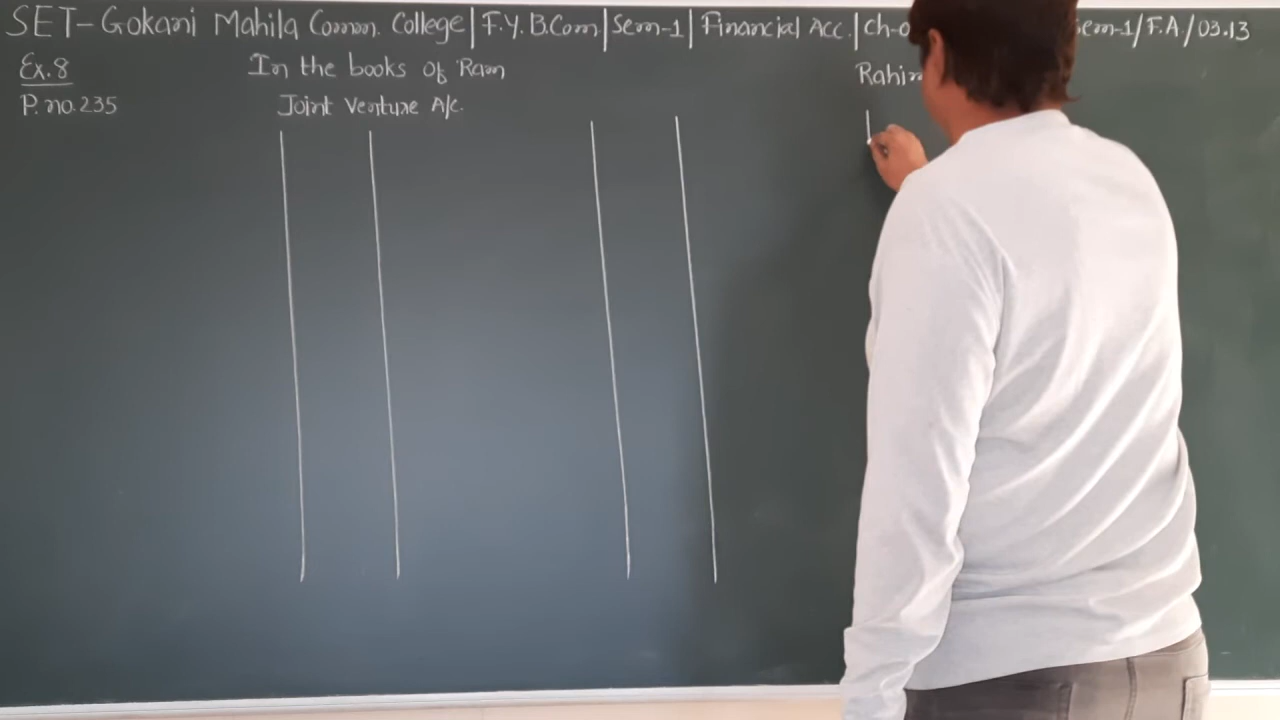 SET-Gokani Mahila Comm. College | F.Y.B.Com | Sem-1 | Financial Acc. | Ch-0 em-1/F.A/03.13
Ex.8
P.no.235
In the books of Ram
Joint Venture A/c.
Rahim